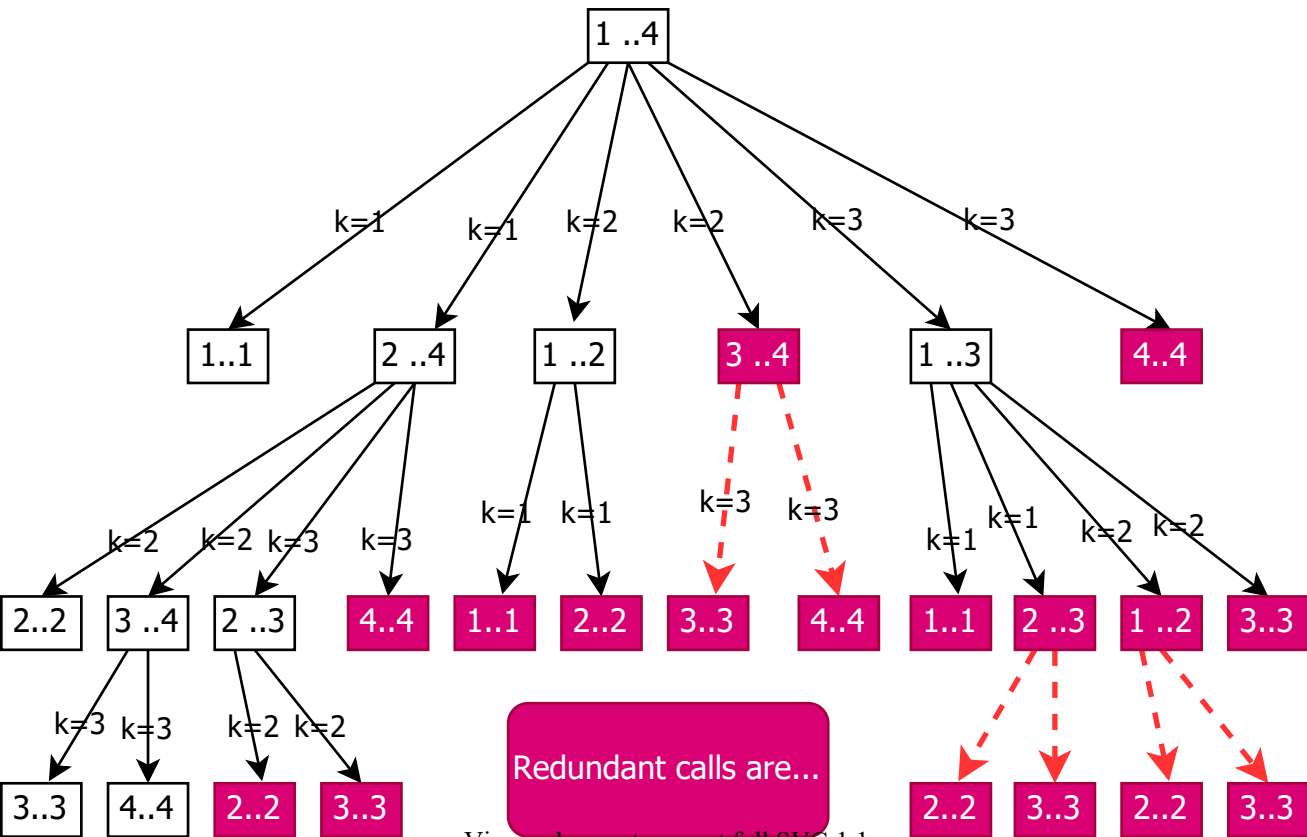 1 ..4
k=1
k=1
k=2
k=2
k=3
k=3
1..1
2 ..4
1 ..2
3 ..4
1 ..3
4..4
k=2
k=2
k=3
k=3
k=1
k=1
k=3
k=3
k=1
k=1
k=2
k=2
2..2
3 ..4
2 ..3
4..4
1..1
2..2
3..3
4..4
1..1
2 ..3
1 ..2
3..3
k=3
k=3
k=2
k=2
Redundant calls are...
3..3
4..4
2..2
3..3
2..2
3..3
2..2
3..3